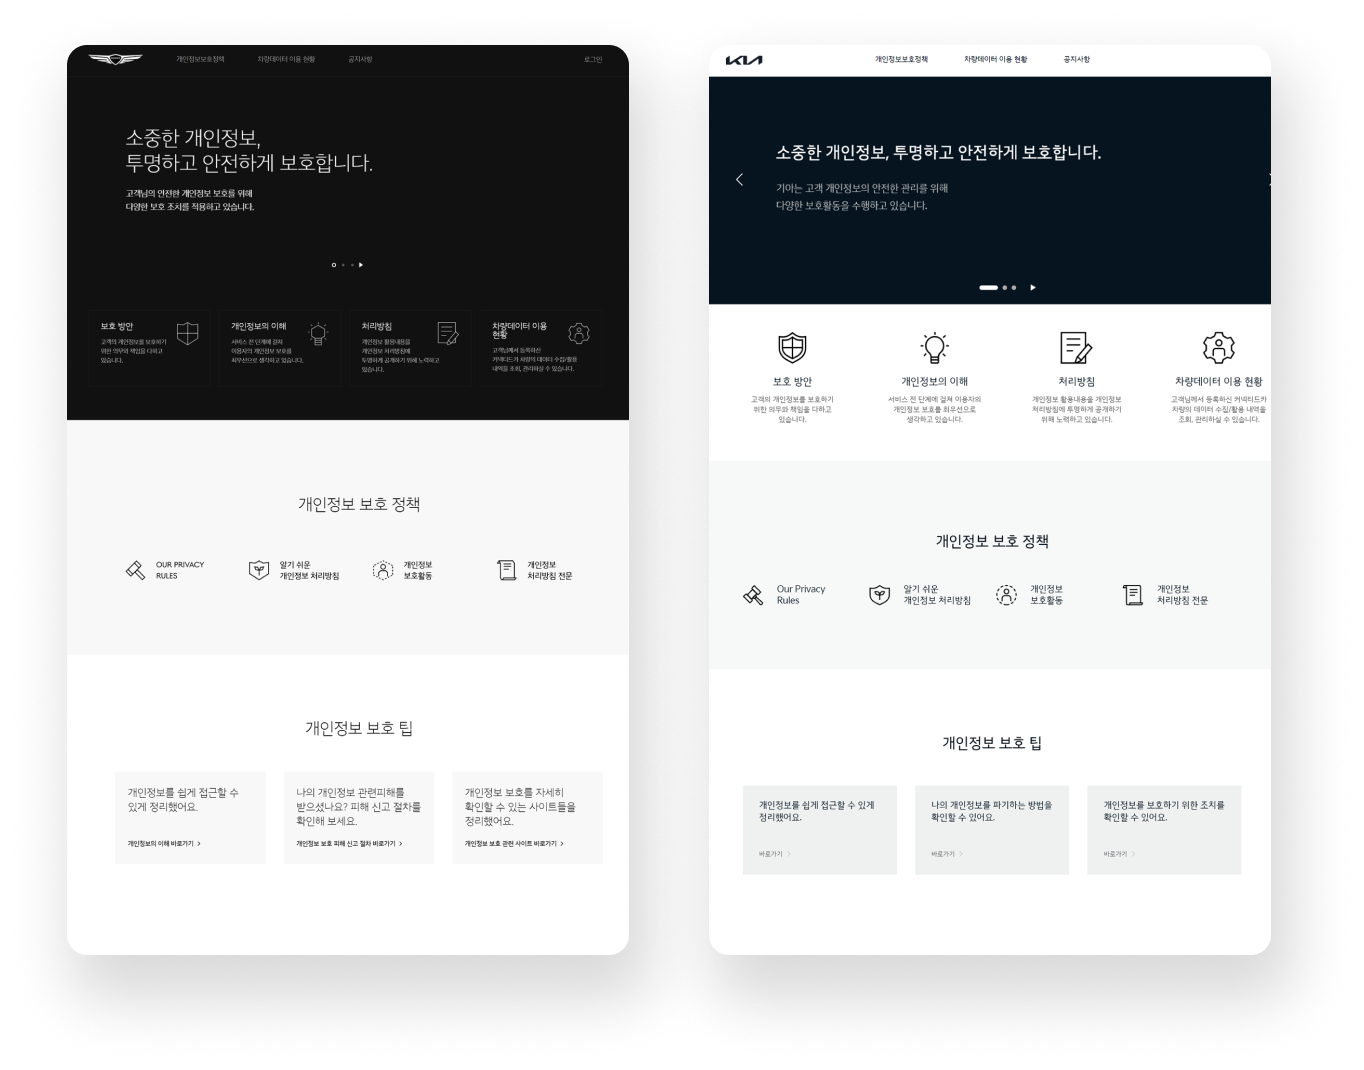 개인정보보호정책
차량데이터 이용 현황
공지사항
로그인
소중한 개인정보,
투명하고 안전하게 보호합니다.
고객님의 안전한 개인정보 보호를 위해
다양한 보호 조치를 적용하고 있습니다.
보호 방안
고객의 개인정보를 보호하기
위한 의무와 책임을 다하고
있습니다.
개인정보의 이해
서비스 전 단계에 걸쳐
이용자의 개인정보 보호를
최우선으로 생각하고 있습니다.
처리방침
개인정보 활용내용을
개인정보 처리방침에
투명하게 공개하기 위해 노력하고
있습니다.
차량데이터 이용
현황
고객님께서 등록하신
커넥티드카 차량의 데이터 수집/활용
내역을 조회, 관리하실 수 있습니다.
개인정보 보호 정책
OUR PRIVACY
RULES
알기 쉬운
개인정보 처리방침
개인정보
보호활동
개인정보
처리방침 전문
개인정보 보호 팁
개인정보를 쉽게 접근할 수
있게 정리했어요.
개인정보의 이해 바로가기
나의 개인정보 관련피해를
받으셨나요? 피해 신고 절차를
확인해 보세요.
개인정보 보호 피해 신고 절차 바로가기
개인정보 보호를 자세히
확인할 수 있는 사이트들을
정리했어요.
개인정보 보호 관련 사이트 바로가기
KIA
개인정보보호정책
차량데이터 이용 현황
공지사항
소중한 개인정보, 투명하고 안전하게 보호합니다.
기아는 고객 개인정보의 안전한 관리를 위해
다양한 보호활동을 수행하고 있습니다.
보호 방안
고객의 개인정보를 보호하기
위한 의무와 책임을 다하고
있습니다.
개인정보의 이해
서비스 전 단계에 걸쳐 이용자의
개인정보 보호를 최우선으로
생각하고 있습니다.
처리방침
개인정보 활용내용을 개인정보
처리방침에 투명하게 공개하기
위해 노력하고 있습니다.
차량데이터 이용 현황
고객님께서 등록하신 커넥티드카
차량의 데이터 수집/활용 내역을
조회, 관리하실 수 있습니다.
개인정보 보호 정책
Our Privacy
Rules
알기 쉬운
개인정보 처리방침
개인정보
보호활동
개인정보
처리방침 전문
개인정보 보호 팁
개인정보를 쉽게 접근할 수 있게
정리했어요.
바로가기
나의 개인정보를 파기하는 방법을
확인할 수 있어요.
바로가기
개인정보를 보호하기 위한 조치를
확인할 수 있어요.
바로가기